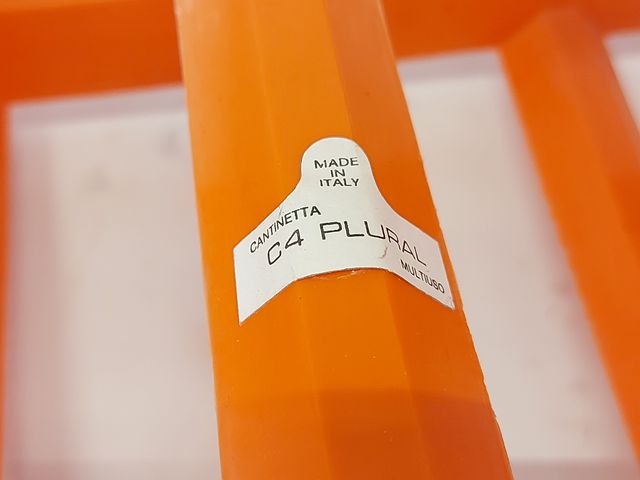 MADE
IN
ITALY
CANTINETTA
C4 PLURAL
MULTIUSO